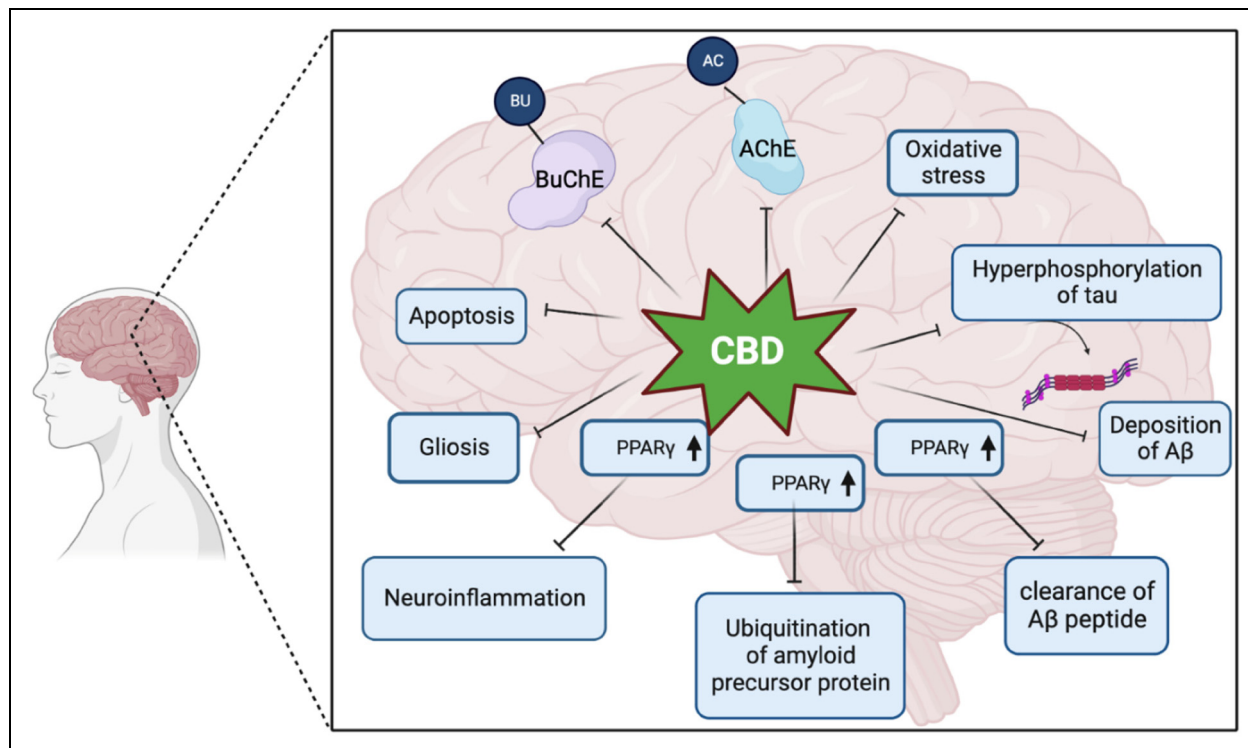 AC
BU
AChE
BuChE
Oxidative
stress
Hyperphosphorylation
of tau
Apoptosis
CBD
Deposition
of Aβ
Gliosis
PPARγ
PPARγ
PPARγ
Neuroinflammation
clearance of
Aβ peptide
Ubiquitination
of amyloid
precursor protein